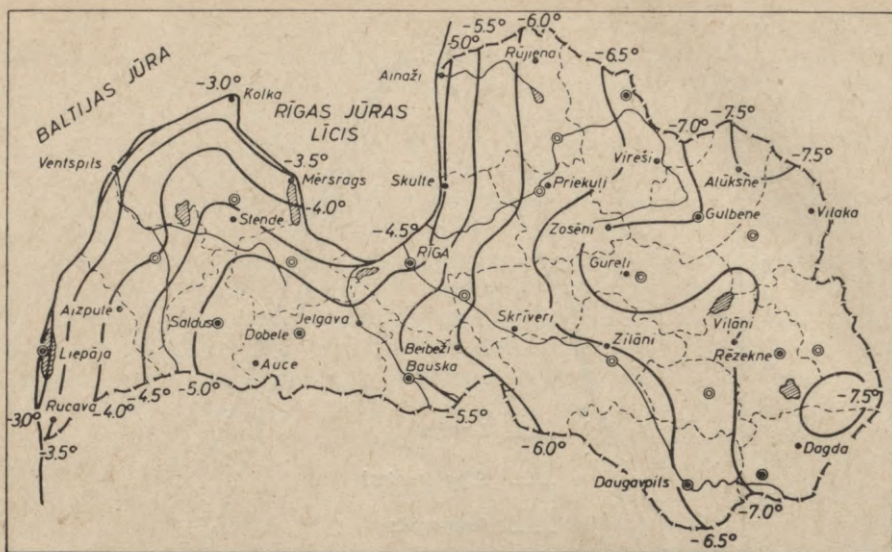 -5.5°
-6.0°
-5.0°
Rūjiena
-6.5°
BALTIJAS JŪRA
-3.0°
Kolka
Ainaži
RĪGAS JŪRAS
LĪCIS
-7.0°
-7.5°
Ventspils
-3.5°
Mērsrags
Vireši
-7.5°
Skulte
Priekuļi
Alūksne
-4.0°
Stende
Gulbene
Viļaka
-4.5°
Zosēni
RĪGA
Gureļi
Aizpute
Saldus
Jelgava
Skrīveri
Viļāni
Dobele
Zīlāni
Liepāja
Beibeži
Rēzekne
Auce
Bauska
-3.0°
Rucava
-4.0°
-4.5°
-5.0°
-5.5°
-7.5°
-3.5°
-6.0°
Dagda
Daugavpils
-7.0°
-6.5°